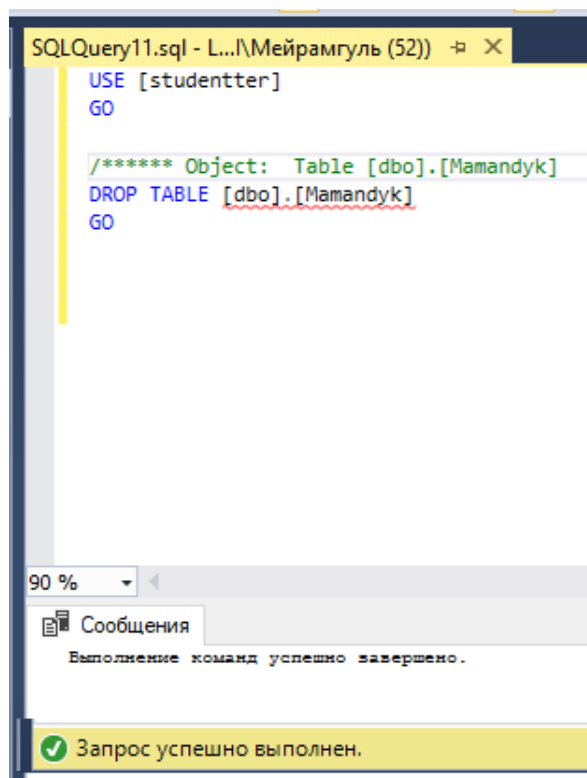 SQLQuery11.sql - L...l\Мейрамгуль (52))
USE [studentter]
GO
/****** Object:  Table [dbo].[Mamandyk]
DROP TABLE [dbo].[Mamandyk]
GO
90 %
Сообщения
Выполнение команд успешно завершено.
Запрос успешно выполнен.